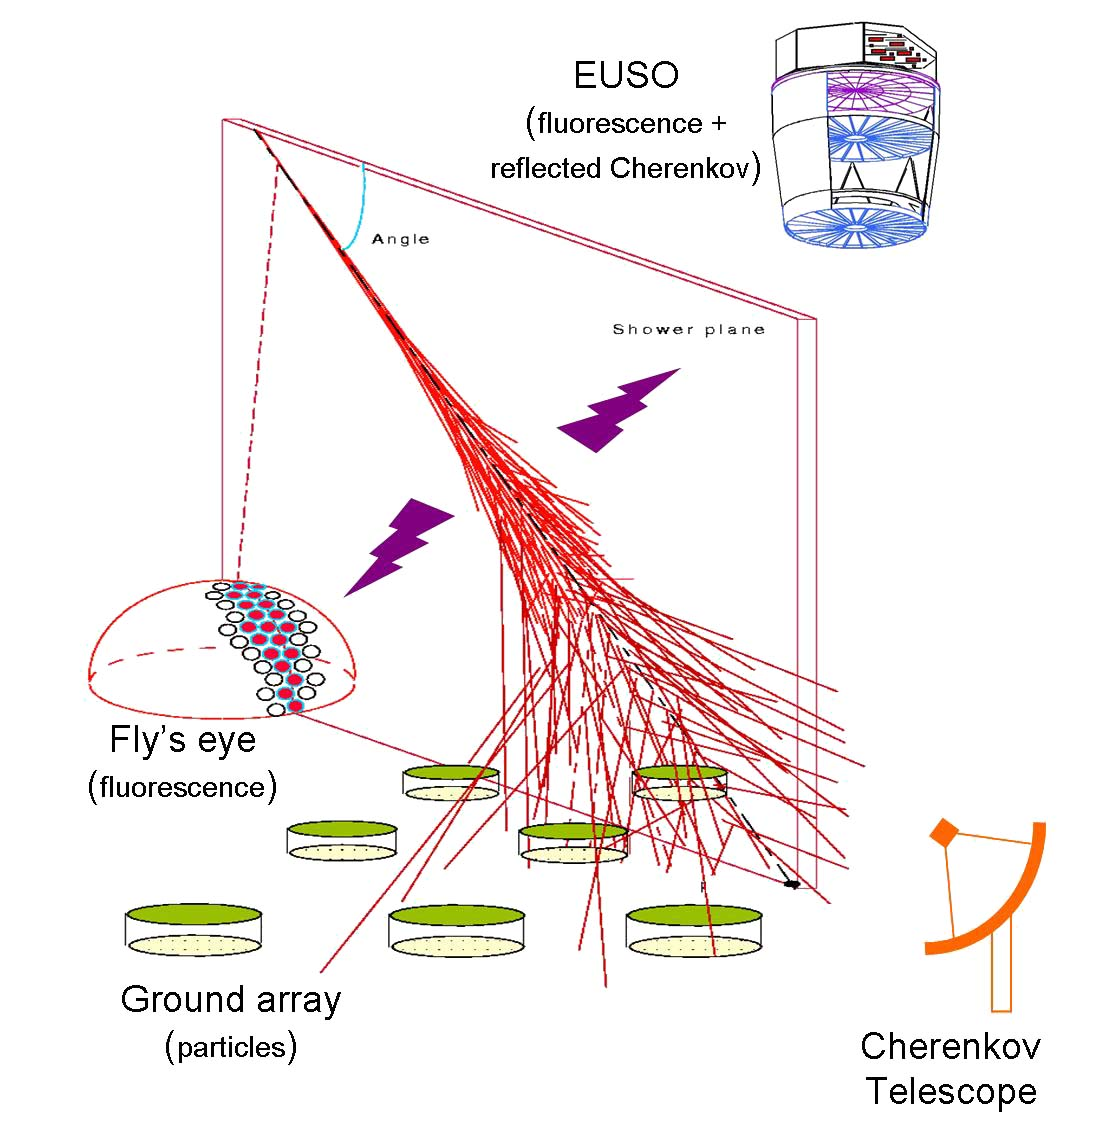 EUSO
(fluorescence +
reflected Cherenkov)
Angle
Shower plane
Fly's eye
(fluorescence)
Ground array
(particles)
Cherenkov
Telescope